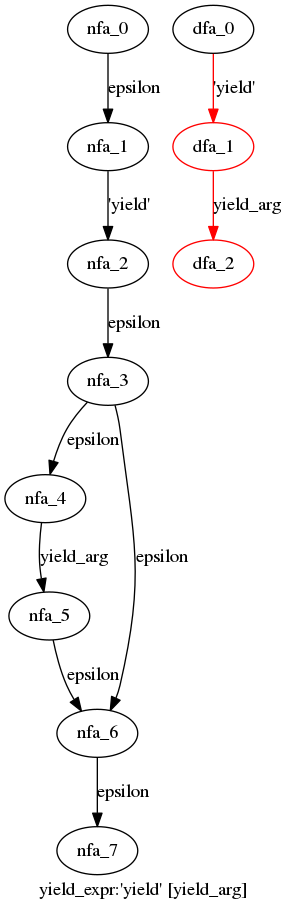 nfa_0 dfa_0
epsilon 'yield'
nfa_1 dfa_1
'yield' yield_arg
nfa_2 dfa_2
epsilon
nfa_3
epsilon
nfa_4
yield_arg epsilon
nfa_5
epsilon
nfa_6
epsilon
nfa_7
yield_expr:'yield' [yield_arg]